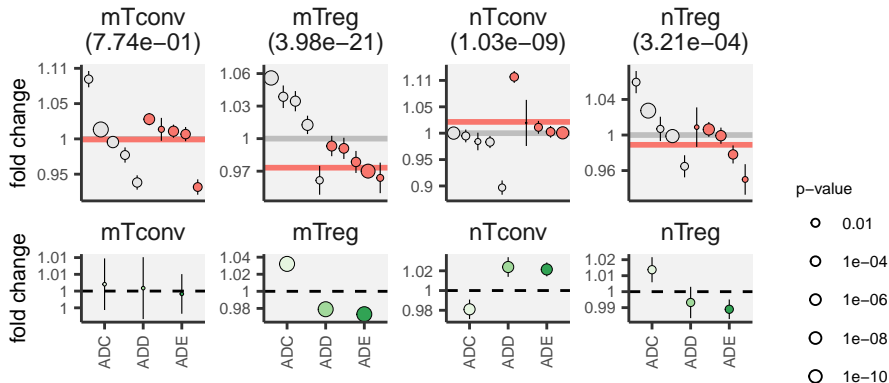 mTconv mTreg nTconv nTreg
(7.74e−01) (3.98e−21) (1.03e−09) (3.21e−04)
fold change
1.11
1.05
1
0.95
1.06
1.03
1
0.97
1.11
1.05
1
0.95
0.9
1.04
1
0.96
mTconv mTreg nTconv nTreg
fold change
1.01
1.01
1
1
1.04
1.02
1
0.98
1.02
1
0.98
1.02
1.01
1
0.99
ADC ADD ADE ADC ADD ADE ADC ADD ADE ADC ADD ADE
p−value
0.01
1e−04
1e−06
1e−08
1e−10